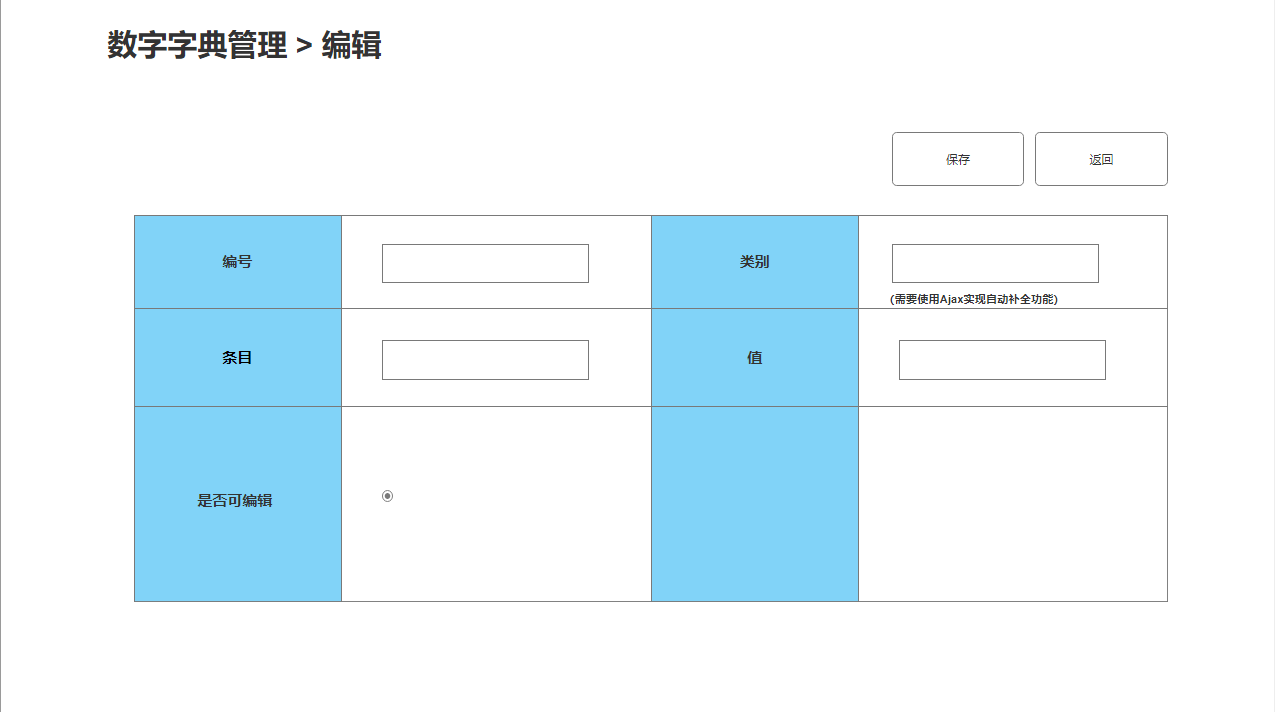 数字字典管理 > 编辑
保存
返回
编号
类别
(需要使用Ajax实现自动补全功能)
条目
值
是否可编辑